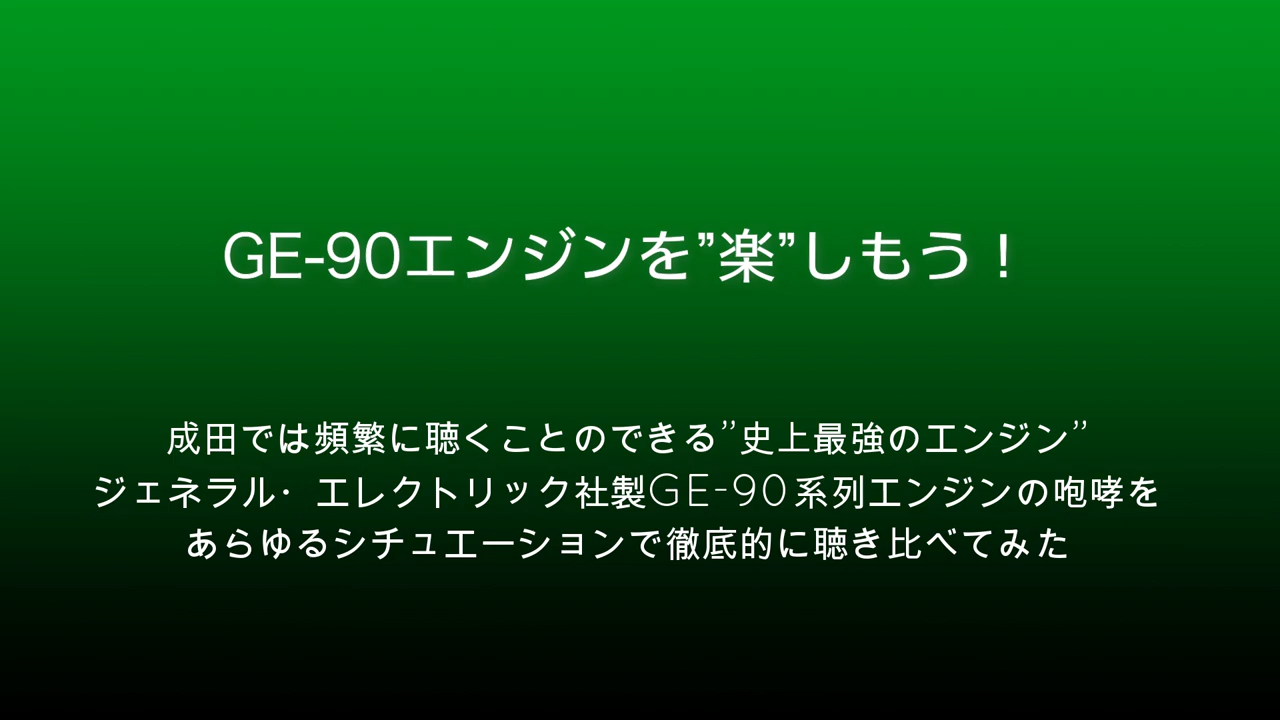 GE-90エンジンを”楽”しもう！
成田では頻繁に聴くことのできる”史上最強のエンジン”
ジェネラル・エレクトリック社製GE-90系列エンジンの咆哮を
あらゆるシチュエーションで徹底的に聴き比べてみた